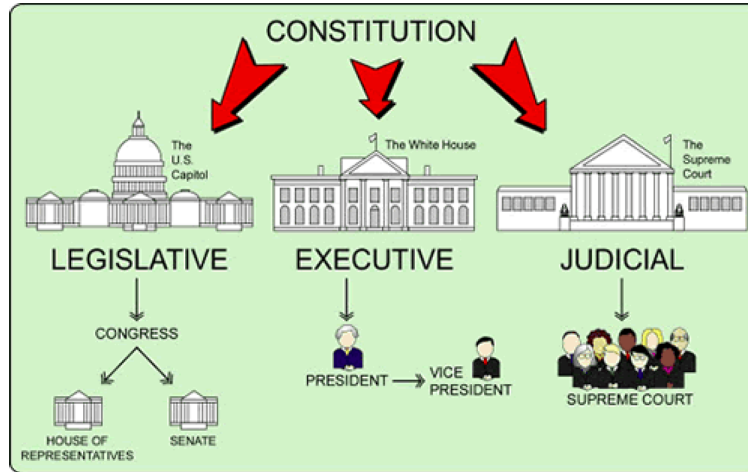 CONSTITUTION
The
U.S.
Capitol
The White House
The
Supreme
Court
LEGISLATIVE
EXECUTIVE
JUDICIAL
CONGRESS
PRESIDENT
VICE
PRESIDENT
SUPREME COURT
HOUSE OF
REPRESENTATIVES
SENATE